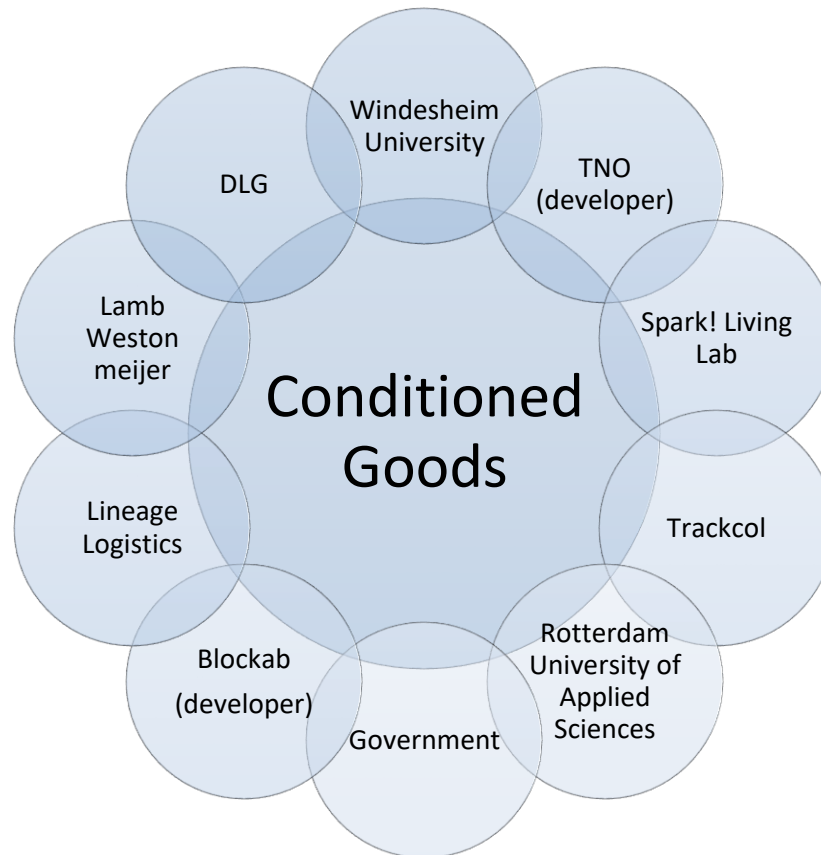 Windesheim
University
TNO
(developer)
Spark! Living
Lab
Trackcol
Rotterdam
University of
Applied
Sciences
Government
Blockab
(developer)
Lineage
Logistics
Lamb
Weston
meijer
DLG
Conditioned
Goods